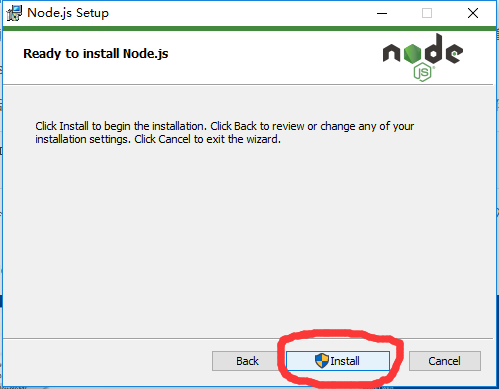 Node.js Setup
Ready to install Node.js
node
JS
Click Install to begin the installation. Click Back to review or change any of your
installation settings. Click Cancel to exit the wizard.
Back
Install
Cancel